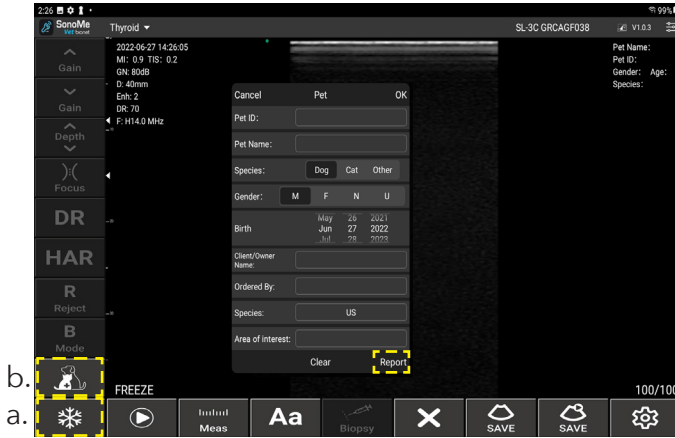 2:26 99%
SonoMe
Vet bionet
Thyroid
SL-3C GRCAGF038
V1.0.3
Gain
Gain
Depth
Focus
DR
HAR
R
Reject
B
Mode
b.
a.
2022-06-27 14:26:05
MI: 0.9 TIS: 0.2
GN: 80dB
D: 40mm
Enh: 2
DR: 70
F: H14.0 MHz
Cancel Pet OK
Pet ID:
Pet Name:
Species: Dog Cat Other
Gender: M F N U
May 26 2021
Birth Jun 27 2022
Jul 28 2023
Client/Owner
Name:
Ordered By:
Species: US
Area of interest:
Clear Report
Pet Name:
Pet ID:
Gender: Age:
Species:
FREEZE
100/100
Meas
Aa
Biopsy
SAVE
SAVE